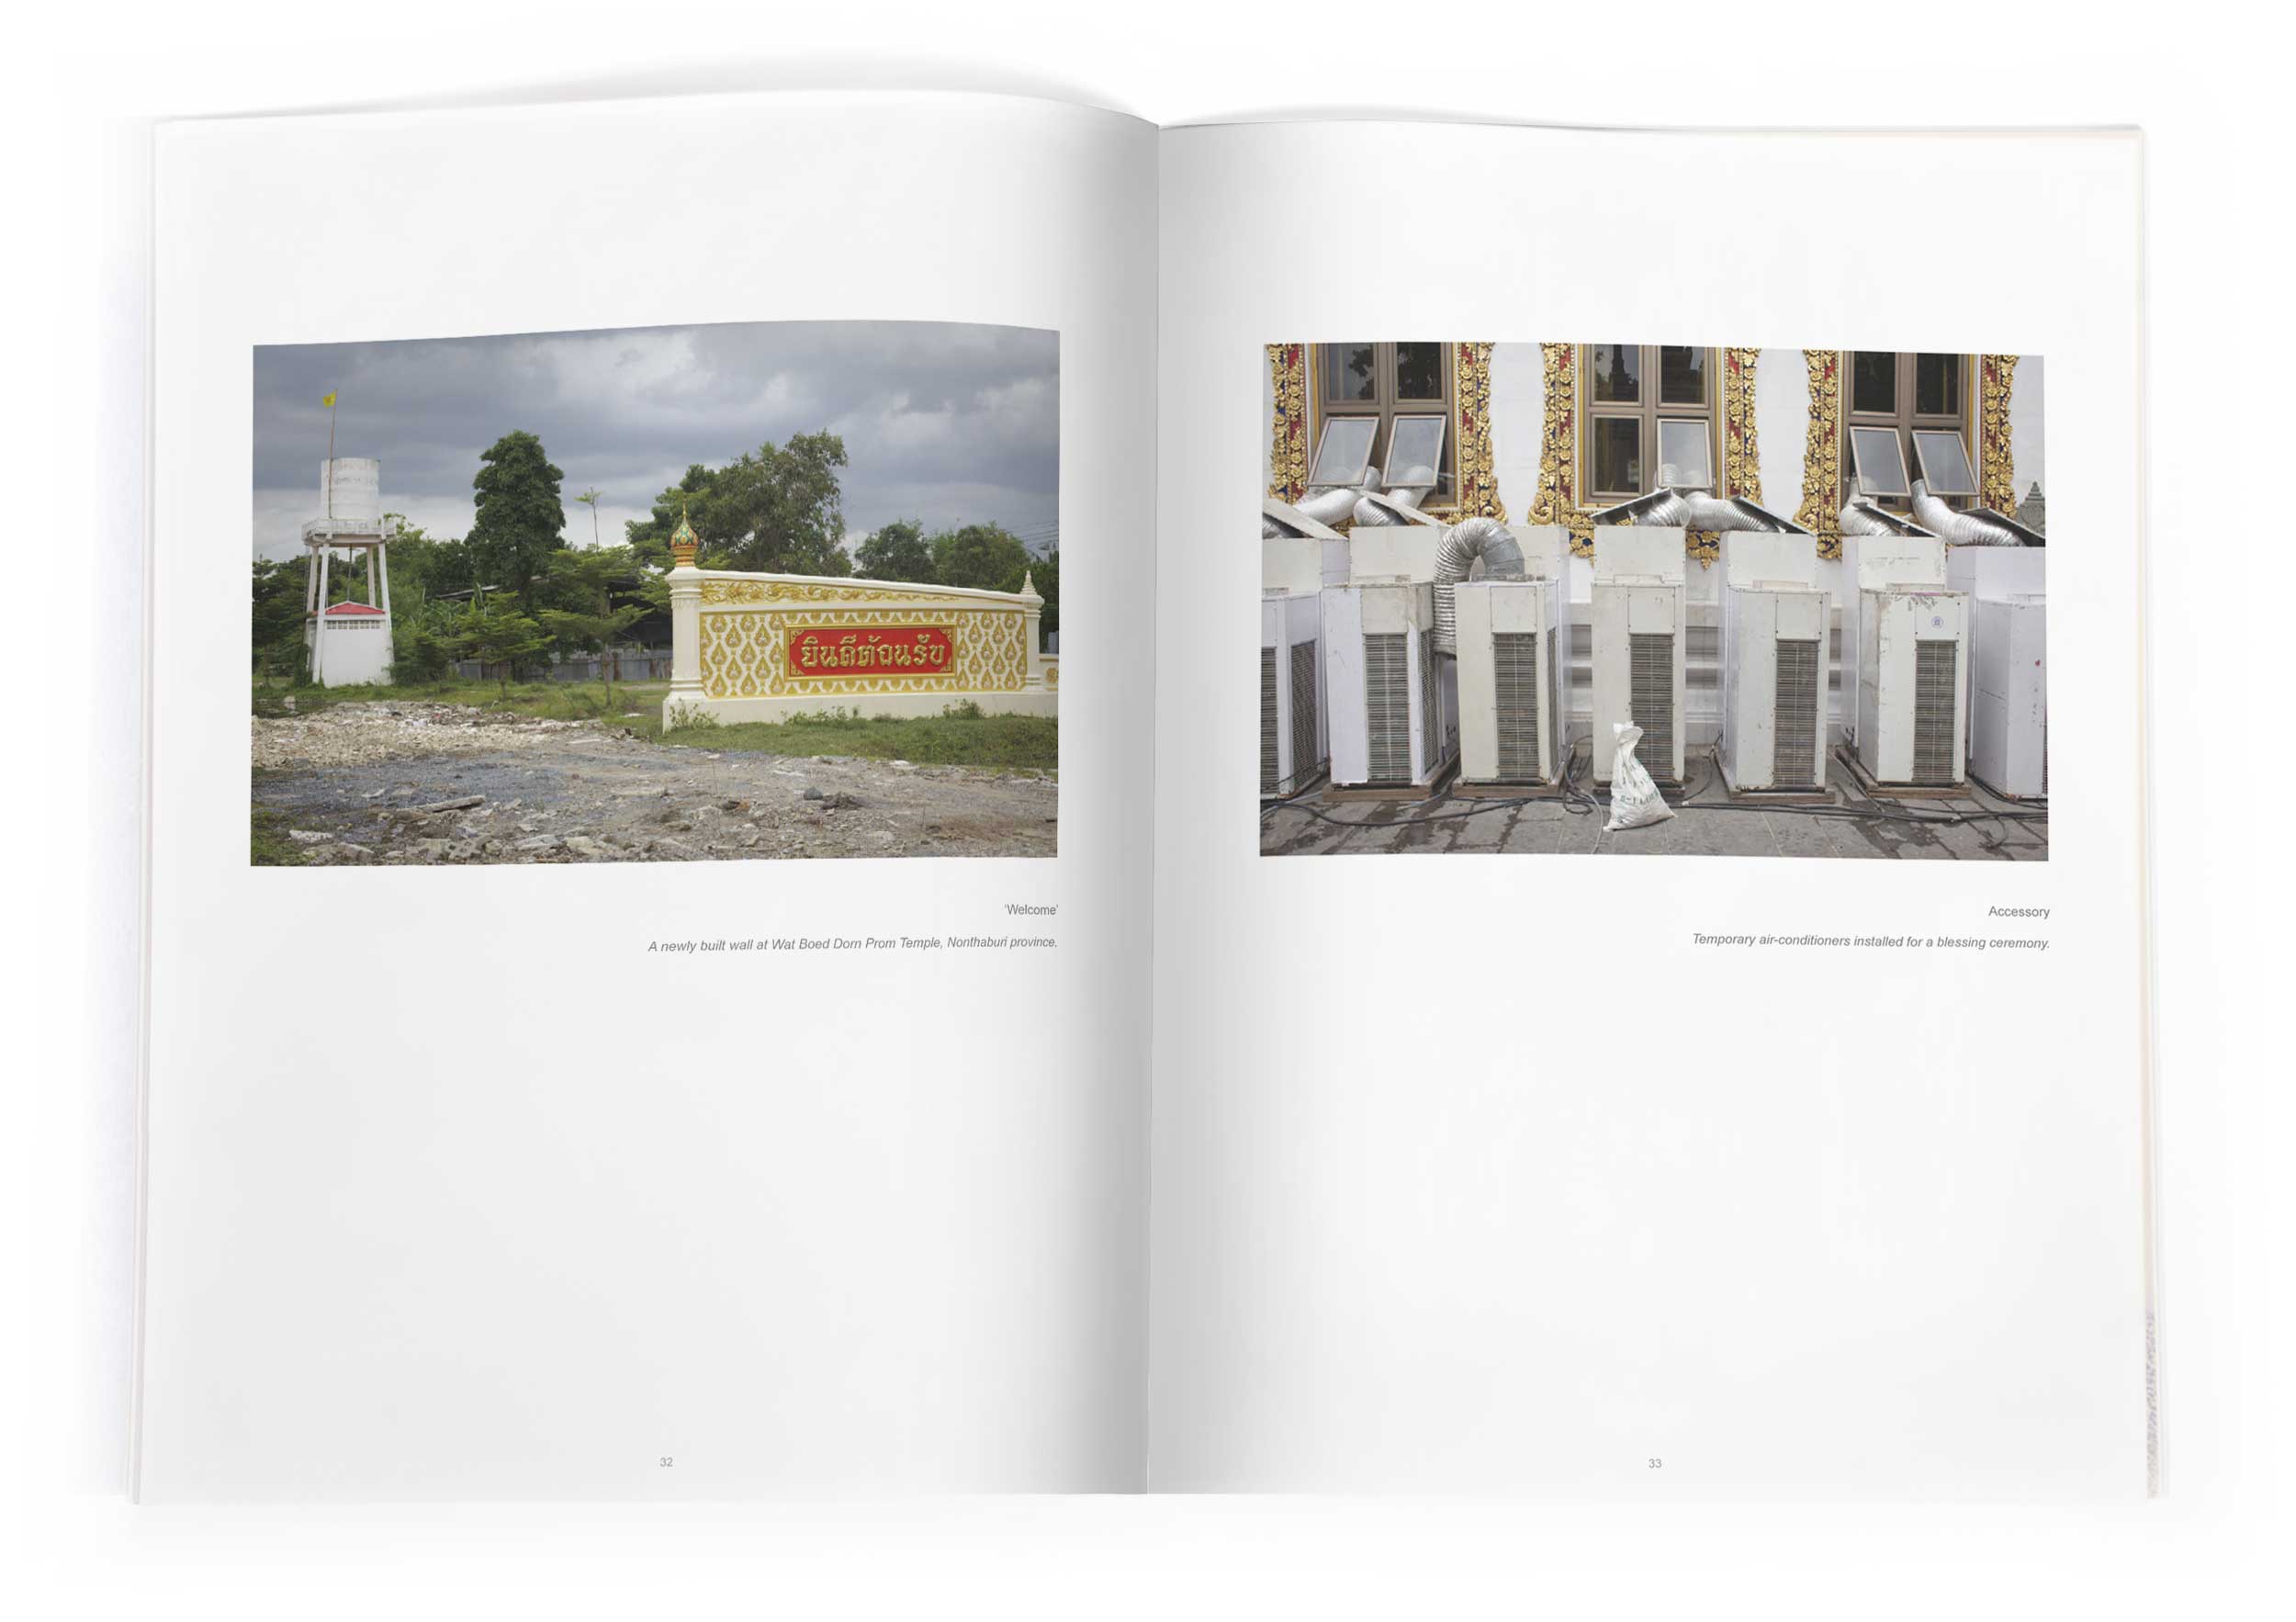 ยินดีต้อนรับ
'Welcome'
A newly built wall at Wat Boed Dorn Prom Temple, Nonthaburi province.
32
Accessory
Temporary air-conditioners installed for a blessing ceremony.
33